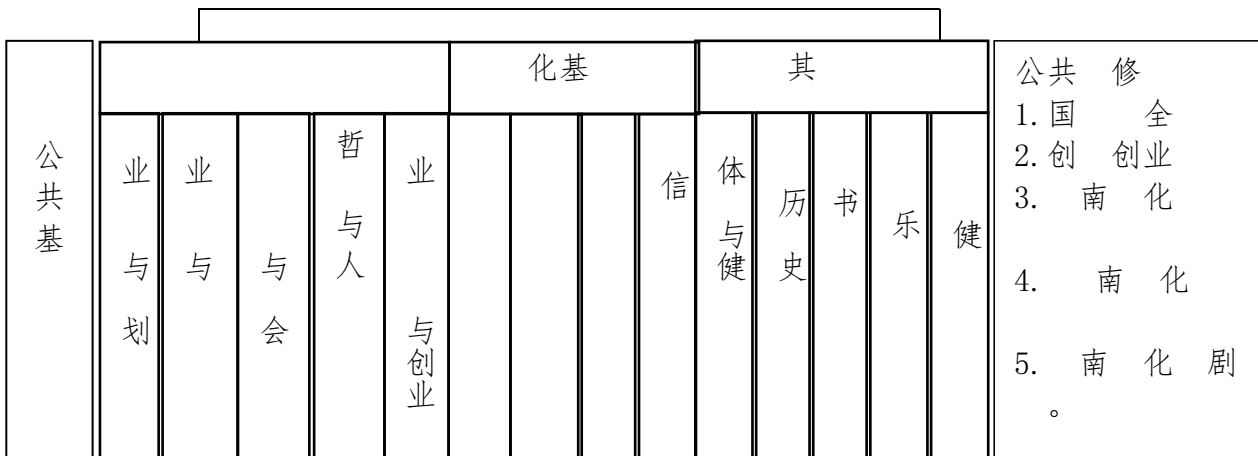 公共基
化基
其
业与划
业与
与会
哲与人
业与创业
信
体与健
历史
书
乐
健
公共 修
1.国 全
2.创 创业
3. 南 化
4. 南 化
5. 南 化 剧
。